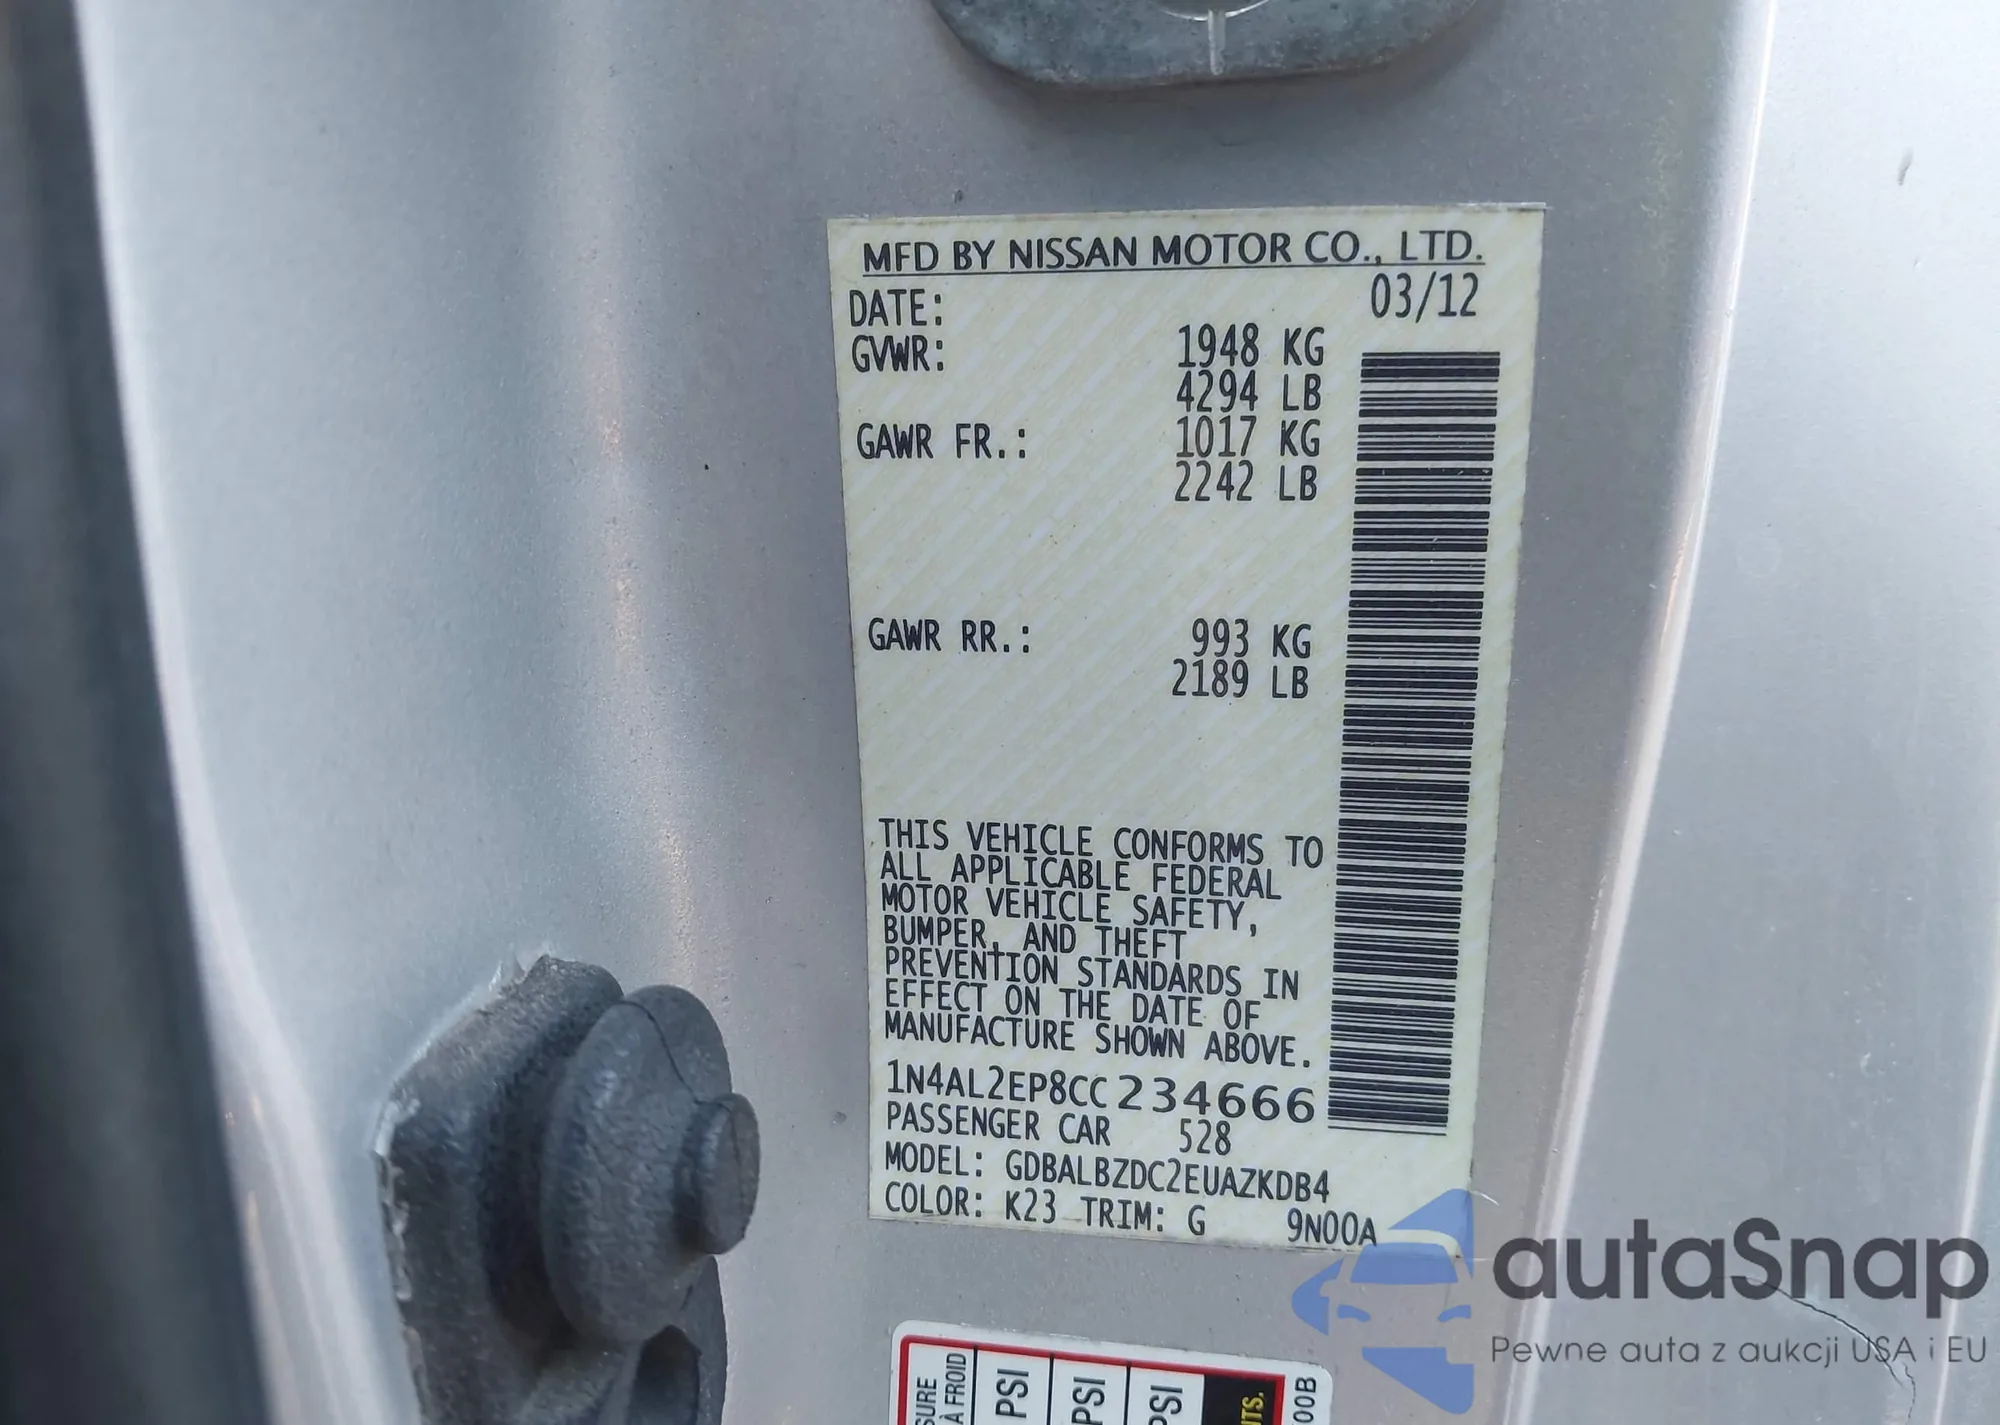 MFD BY NISSAN MOTOR CO., LTD.
DATE: 03/12
GVWR: 1948 KG
4294 LB
GAWR FR.: 1017 KG
2242 LB
GAWR RR.: 993 KG
2189 LB
THIS VEHICLE CONFORMS TO
ALL APPLICABLE FEDERAL
MOTOR VEHICLE SAFETY,
BUMPER, AND THEFT
PREVENTION STANDARDS IN
EFFECT ON THE DATE OF
MANUFACTURE SHOWN ABOVE.
1N4AL2EP8CC234666
PASSENGER CAR 528
MODEL: GDBALBZDC2EUAZKDB4
COLOR: K23 TRIM: G 9N00A
autaSnap
Pewne auta z aukcji USA i EU
À FROID
PSI
PSI
PSI